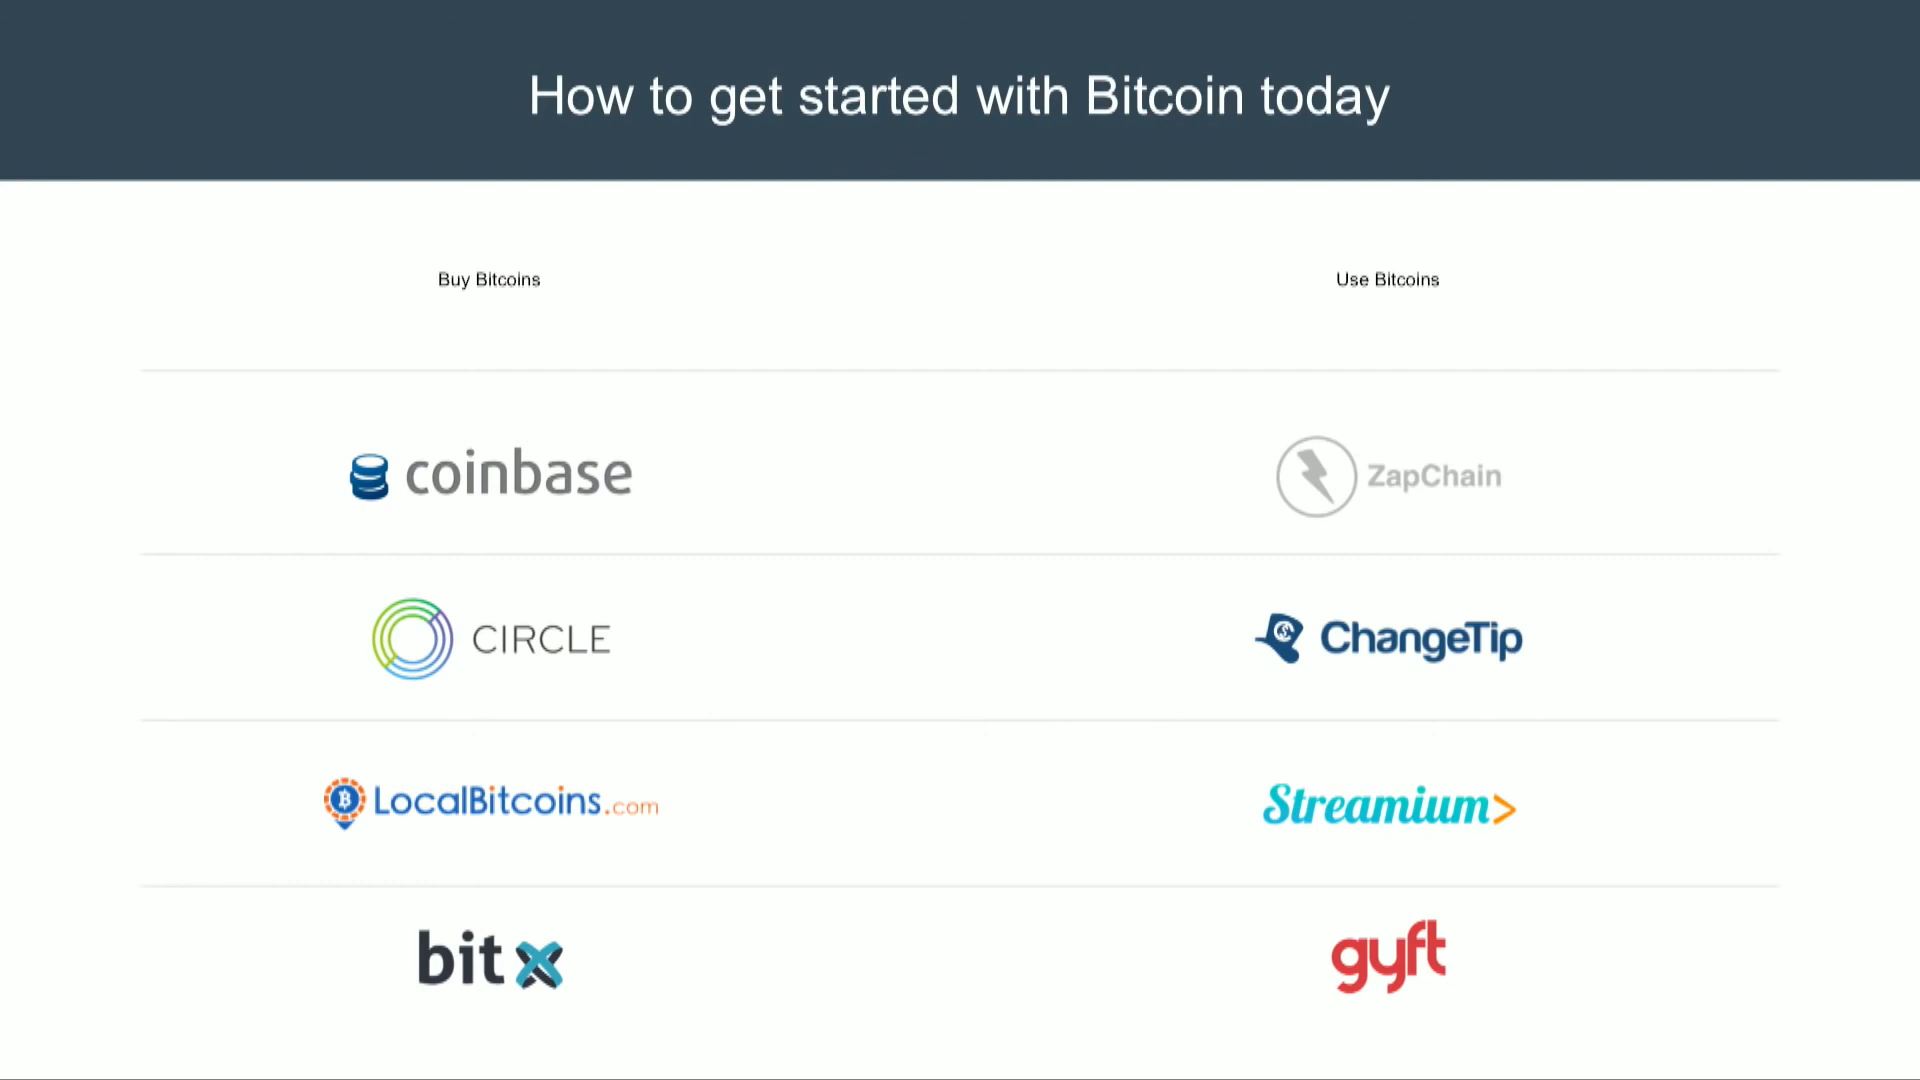 How to get started with Bitcoin today
Buy Bitcoins
Use Bitcoins
coinbase
ZapChain
CIRCLE
ChangeTip
LocalBitcoins.com
Streamium>
bit x
gyft